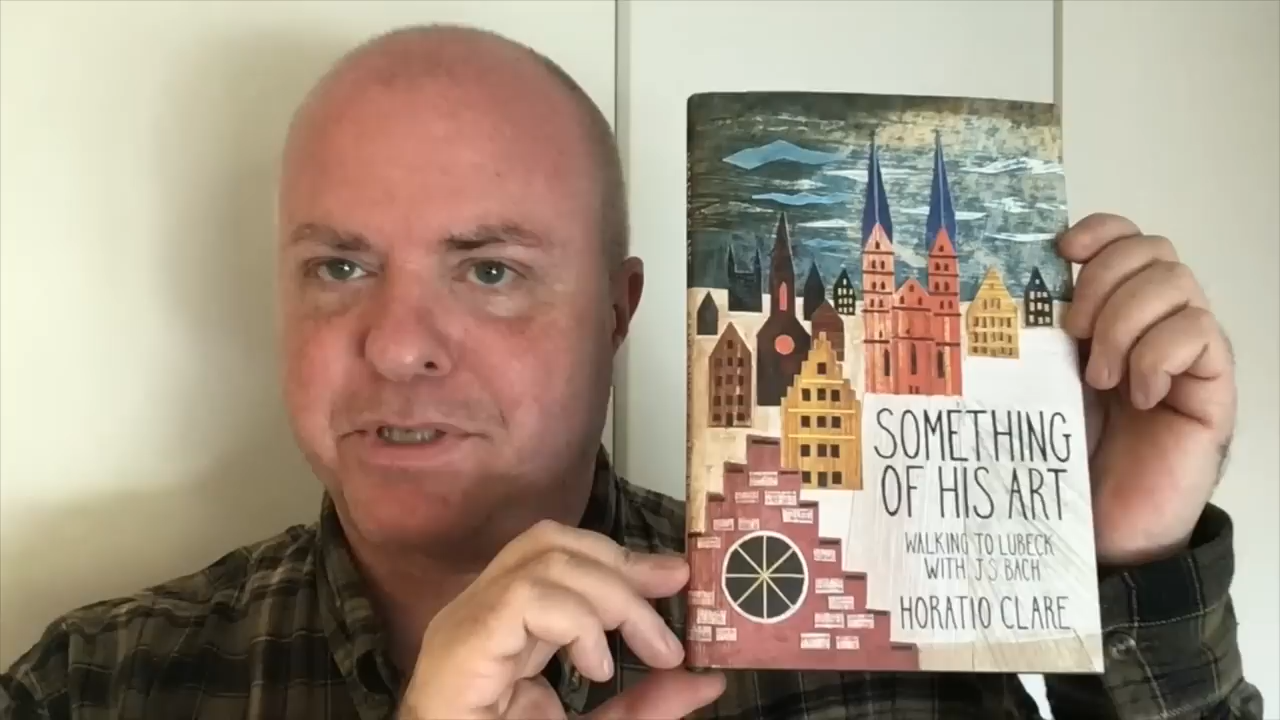 SOMETHING
OF HIS ART
WALKING TO LUBECK
WITH J S BACH
HORATIO CLARE